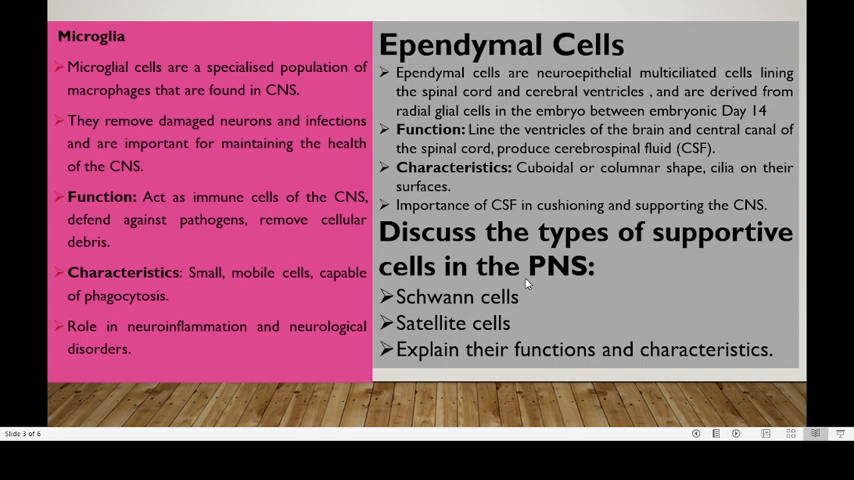 Microglia
➢Microglial cells are a specialised population of
macrophages that are found in CNS.
➢They remove damaged neurons and infections
and are important for maintaining the health
of the CNS.
➢Function: Act as immune cells of the CNS,
defend against pathogens, remove cellular
debris.
➢Characteristics: Small, mobile cells, capable
of phagocytosis.
➢Role in neuroinflammation and neurological
disorders.
Ependymal Cells
➢ Ependymal cells are neuroepithelial multiciliated cells lining
the spinal cord and cerebral ventricles , and are derived from
radial glial cells in the embryo between embryonic Day 14
➢ Function: Line the ventricles of the brain and central canal of
the spinal cord, produce cerebrospinal fluid (CSF).
➢ Characteristics: Cuboidal or columnar shape, cilia on their
surfaces.
➢ Importance of CSF in cushioning and supporting the CNS.
Discuss the types of supportive
cells in the PNS:
➢Schwann cells
➢Satellite cells
➢Explain their functions and characteristics.
Slide 3 of 6